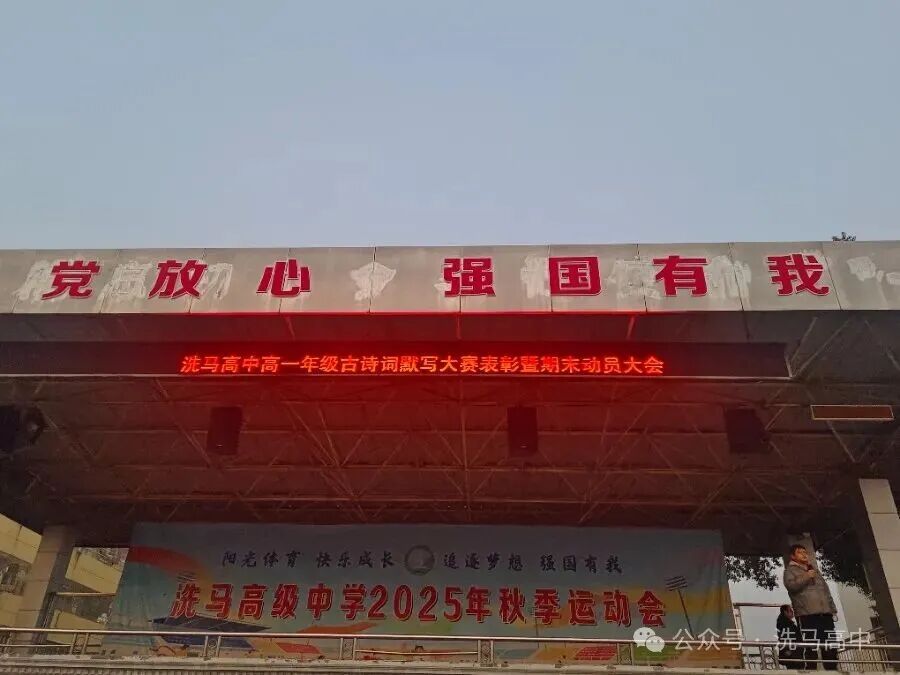 党放心 强国有我
洗马高中高一年级古诗词默写大赛表彰暨期末动员大会
阳光体育 快乐成长 追逐梦想 强国有我
洗马高级中学2025年秋季运动会
公众号·洗马高中